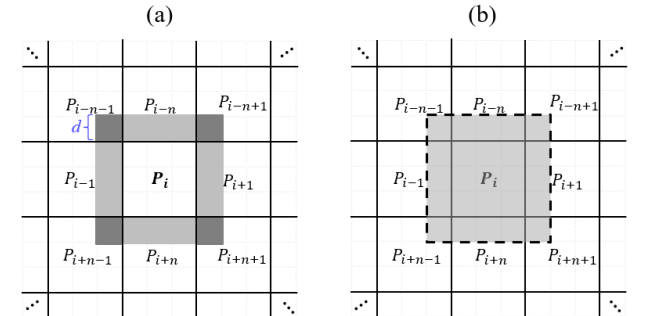 (a) (b)
P_{i-n-1} P_{i-n} P_{i-n+1} P_{i-n-1} P_{i-n} P_{i-n+1}
d
P_{i-1} P_i P_{i+1} P_{i-1} P_i P_{i+1}
P_{i+n-1} P_{i+n} P_{i+n+1} P_{i+n-1} P_{i+n} P_{i+n+1}